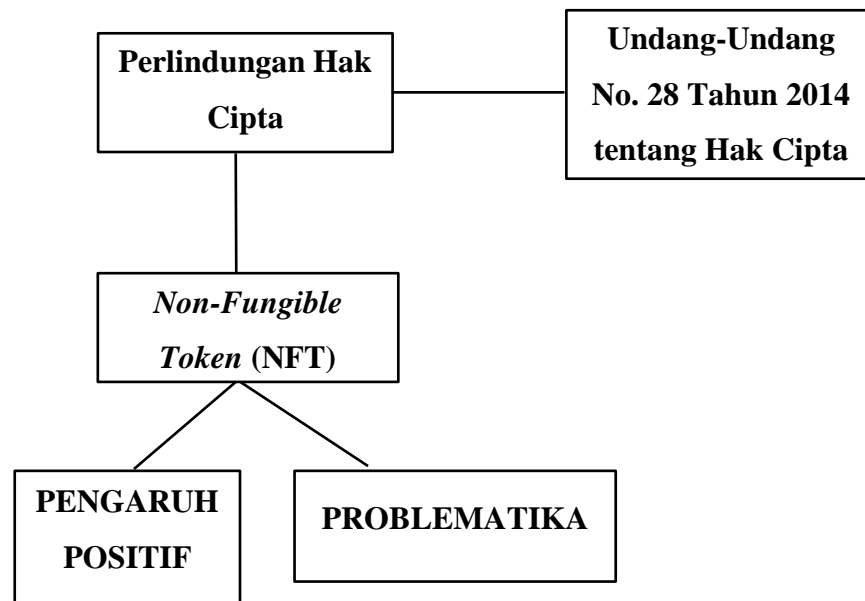 Perlindungan Hak
Cipta
Undang-Undang
No. 28 Tahun 2014
tentang Hak Cipta
Non-Fungible
Token (NFT)
PENGARUH
POSITIF
PROBLEMATIKA